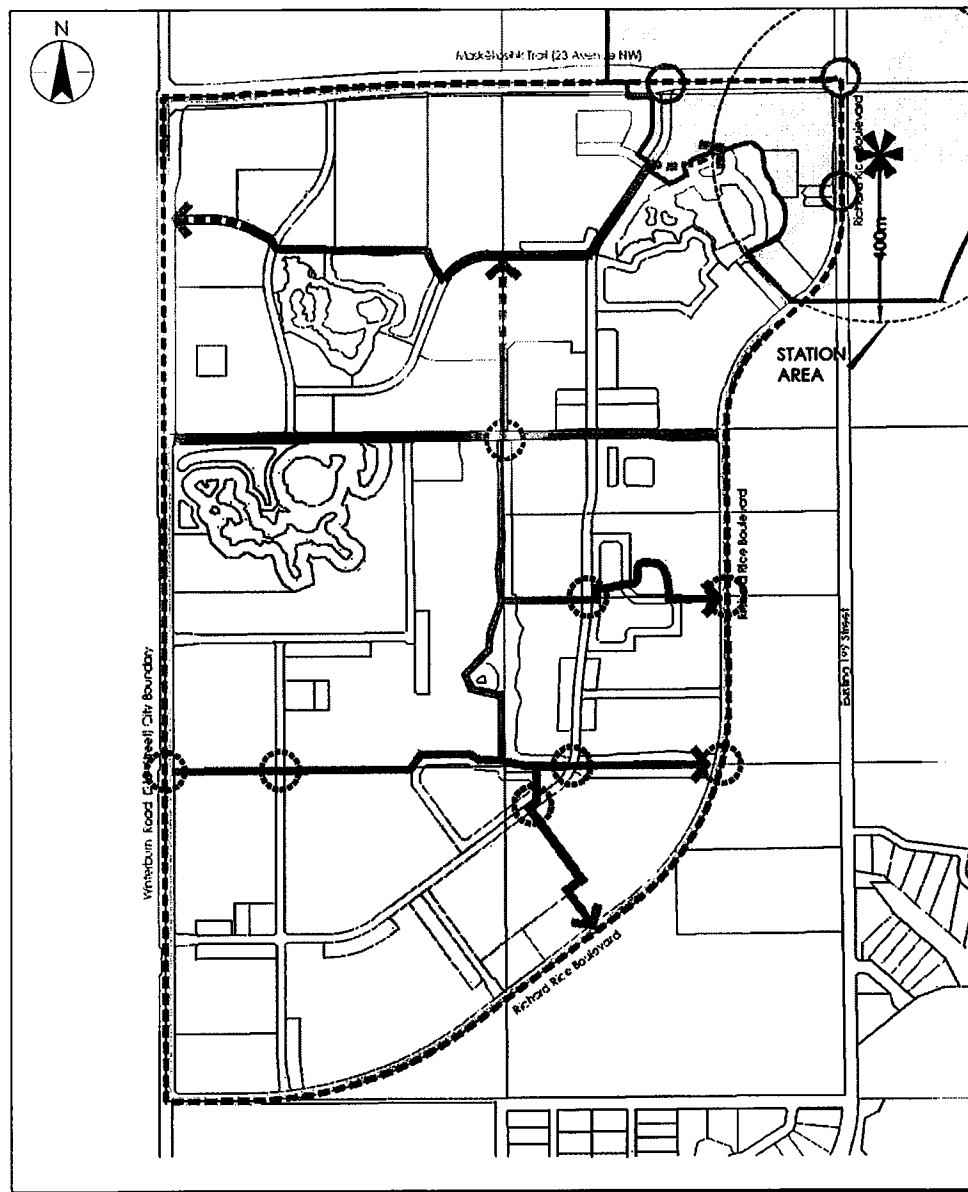 N
Trail (23 Avenue NW)
Richard Rice Boulevard
400m
STATION
AREA
Richard Rice Boulevard
Existing 199 Street
Winterburn Road Street) City Boundary
Richard Rice Boulevard